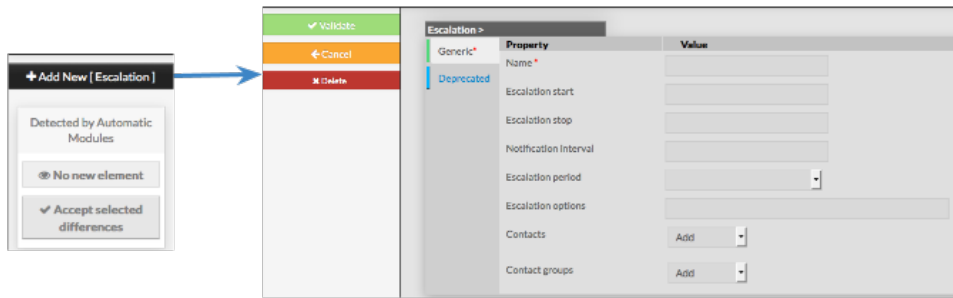 + Add New [ Escalation ]
Detected by Automatic
Modules
No new element
Accept selected
differences
Validate
Cancel
Delete
Escalation >
Generic*
Deprecated
Property Value
Name *
Escalation start
Escalation stop
Notification Interval
Escalation period
Escalation options
Contacts Add
Contact groups Add